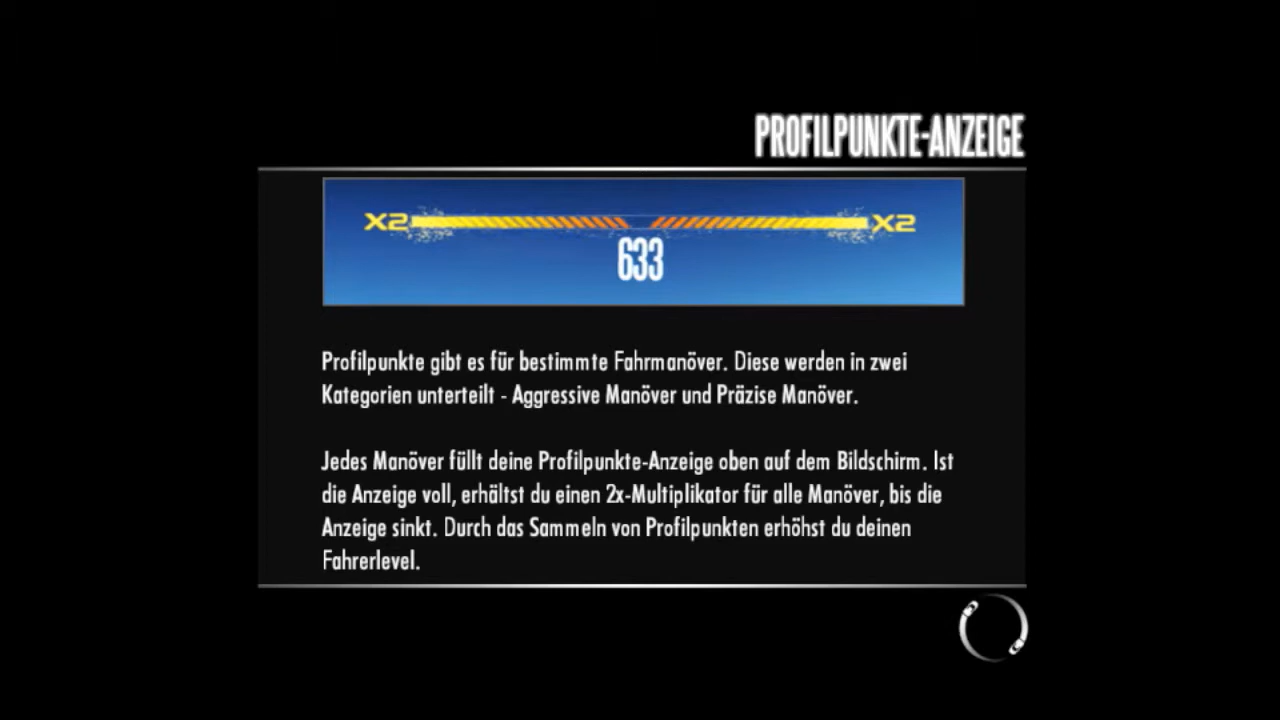 PROFILPUNKTE-ANZEIGE
X2 X2
633
Profilpunkte gibt es für bestimmte Fahrmanöver. Diese werden in zwei
Kategorien unterteilt - Aggressive Manöver und Präzise Manöver.
Jedes Manöver füllt deine Profilpunkte-Anzeige oben auf dem Bildschirm. Ist
die Anzeige voll, erhältst du einen 2x-Multiplikator für alle Manöver, bis die
Anzeige sinkt. Durch das Sammeln von Profilpunkten erhöhst du deinen
Fahrerlevel.